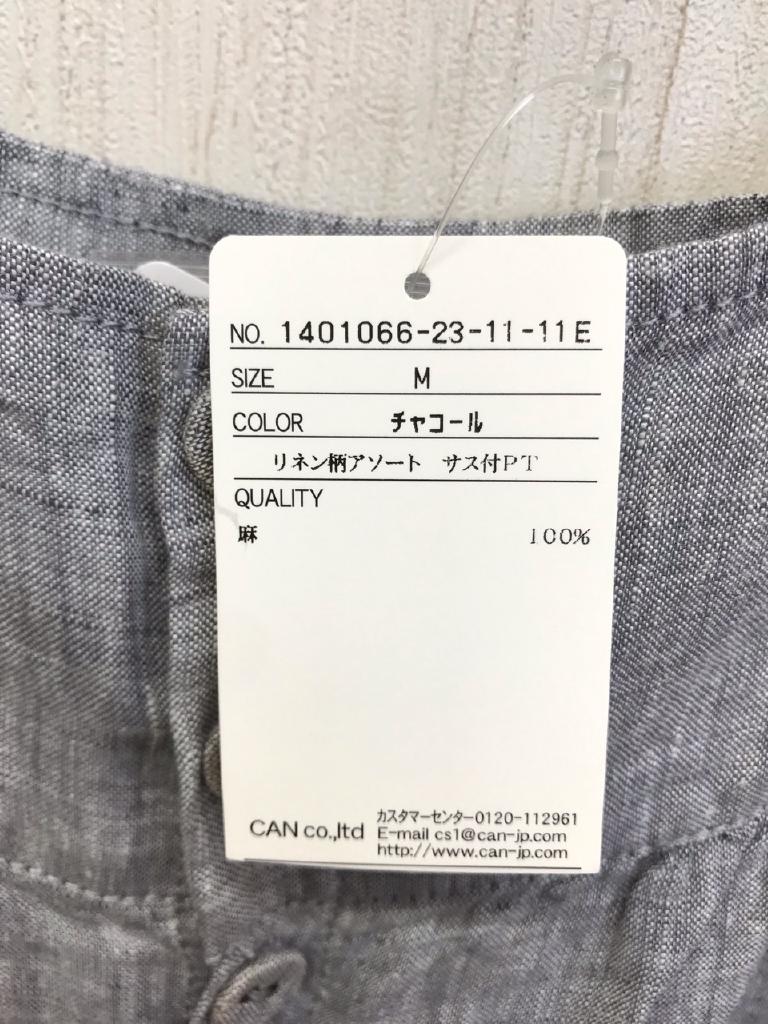 NO. 1401066-23-11-11E
SIZE M
COLOR チャコール
リネン柄アソート サス付PT
QUALITY
麻 100%
CAN co.,ltd
カスタマーセンター0120-112961
E-mail cs1@can-jp.com
http://www.can-jp.com